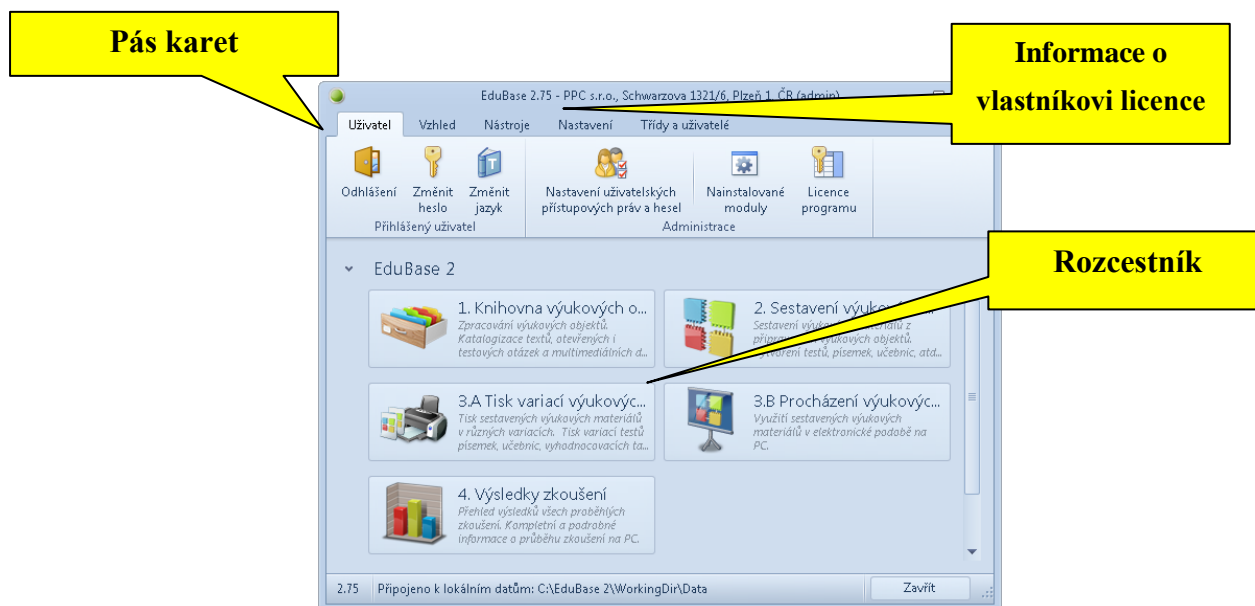 Pás karet
Informace o
vlastníkovi licence
EduBase 2.75 - PPC s.r.o., Schwarzova 1321/6, Plzeň 1, ČR (admin)
Uživatel Vzhled Nástroje Nastavení Třídy a uživatelé
Odhlášení Změnit heslo Změnit jazyk Nastavení uživatelských přístupových práv a hesel Nainstalované moduly Licence programu
Přihlášený uživatel Administrace
Rozcestník
EduBase 2
1. Knihovna výukových o...
Zpracování výukových objektů.
Katalogizace textů, otevřených i
testových otázek a multimediálních d...
2. Sestavení
Sestavení
z
objektů.
testů, písemek, učebnic, atd...
3.A Tisk variací výukovýc...
Tisk sestavených výukových materiálů
v různých variacích. Tisk variací testů
písemek, učebnic, vyhodnocovacích ta...
3.B Procházení výukovýc...
Využití sestavených výukových
materiálů v elektronické podobě na
PC.
4. Výsledky zkoušení
Přehled výsledků všech proběhlých
zkoušení. Kompletní a podrobné
informace o průběhu zkoušení na PC.
2.75 Připojeno k lokálním datům: C:\EduBase 2\WorkingDir\Data Zavřít